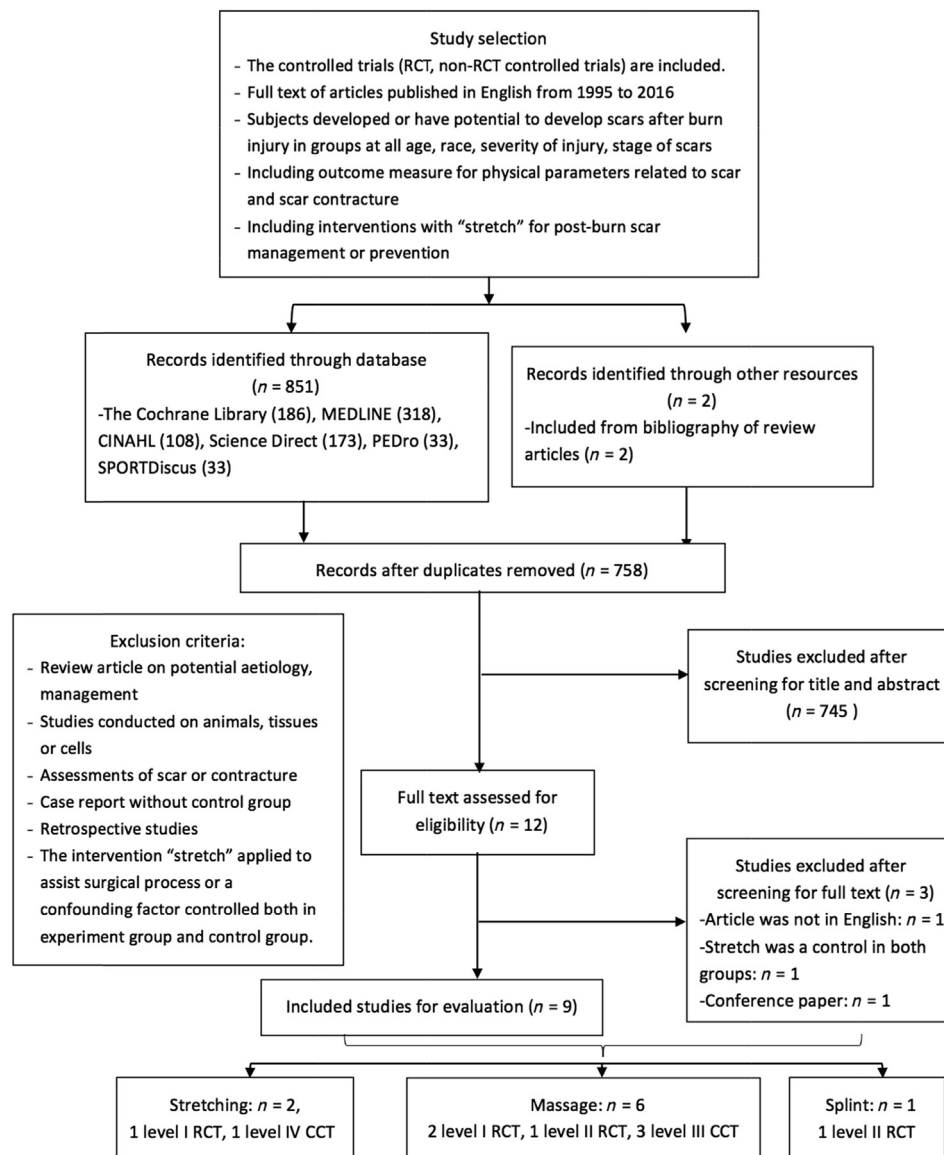 Study selection
- The controlled trials (RCT, non-RCT controlled trials) are included.
- Full text of articles published in English from 1995 to 2016
- Subjects developed or have potential to develop scars after burn
injury in groups at all age, race, severity of injury, stage of scars
- Including outcome measure for physical parameters related to scar
and scar contracture
- Including interventions with “stretch” for post-burn scar
management or prevention
Records identified through database
(n = 851)
-The Cochrane Library (186), MEDLINE (318),
CINAHL (108), Science Direct (173), PEDro (33),
SPORTDiscus (33)
Records identified through other resources
(n = 2)
-Included from bibliography of review
articles (n = 2)
Records after duplicates removed (n = 758)
Exclusion criteria:
- Review article on potential aetiology,
management
- Studies conducted on animals, tissues
or cells
- Assessments of scar or contracture
- Case report without control group
- Retrospective studies
- The intervention “stretch” applied to
assist surgical process or a
confounding factor controlled both in
experiment group and control group.
Studies excluded after
screening for title and abstract
(n = 745 )
Full text assessed for
eligibility (n = 12)
Studies excluded after
screening for full text (n = 3)
-Article was not in English: n = 1
-Stretch was a control in both
groups: n = 1
-Conference paper: n = 1
Included studies for evaluation (n = 9)
Stretching: n = 2,
1 level I RCT, 1 level IV CCT
Massage: n = 6
2 level I RCT, 1 level II RCT, 3 level III CCT
Splint: n = 1
1 level II RCT